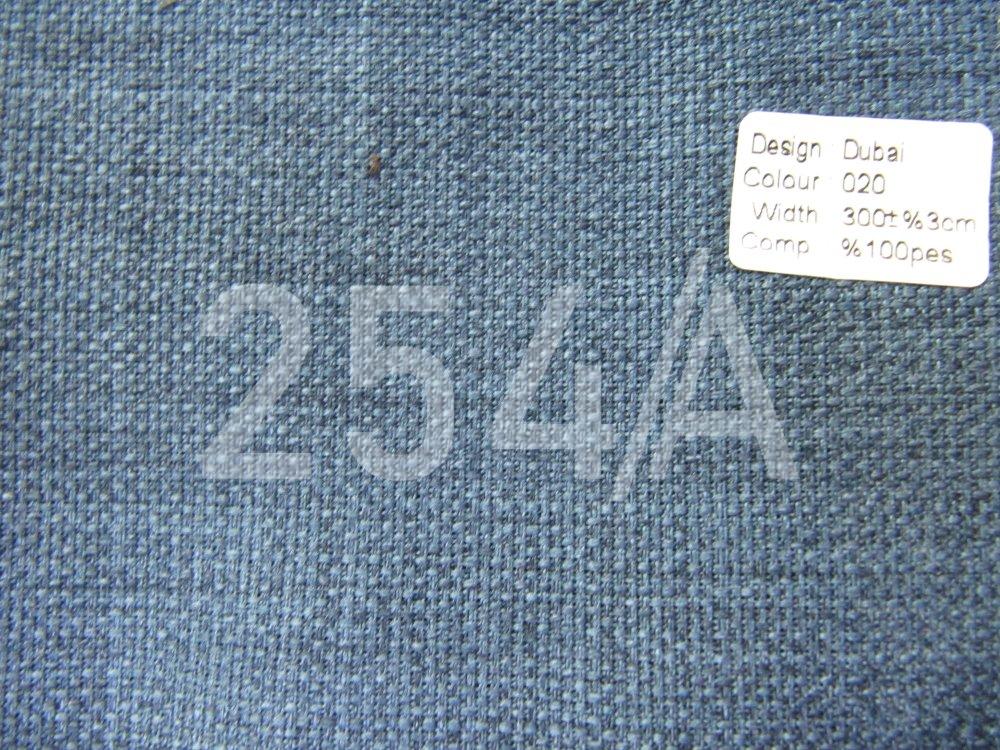 Design : Dubai
Colour : 020
Width 300±%3cm
Comp %100pes
254/A